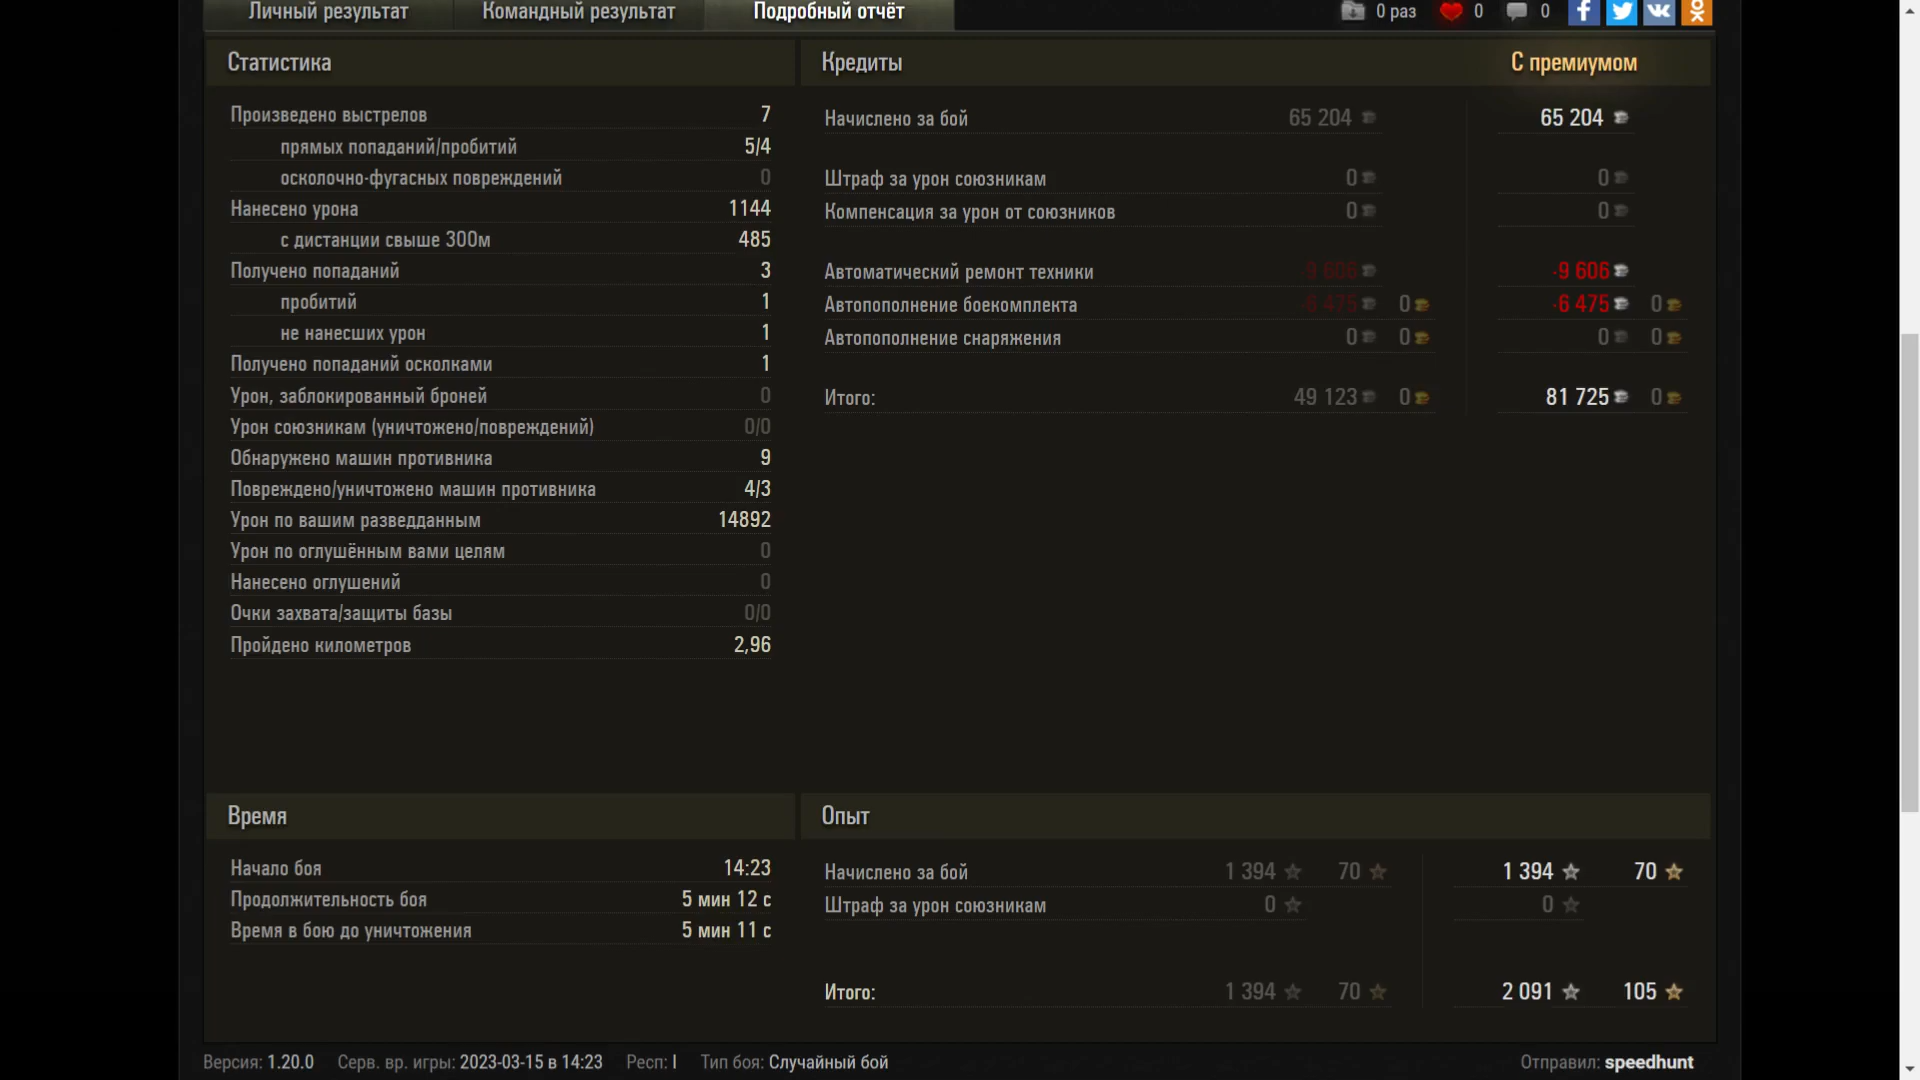 Личный результат Командный результат Подробный отчёт 0 раз 0 0
Статистика
Произведено выстрелов 7
прямых попаданий/пробитий 5/4
осколочно-фугасных повреждений 0
Нанесено урона 1144
с дистанции свыше 300м 485
Получено попаданий 3
пробитий 1
не нанесших урон 1
Получено попаданий осколками 1
Урон, заблокированный броней 0
Урон союзникам (уничтожено/повреждений) 0/0
Обнаружено машин противника 9
Повреждено/уничтожено машин противника 4/3
Урон по вашим разведданным 14892
Урон по оглушённым вами целям 0
Нанесено оглушений 0
Очки захвата/защиты базы 0/0
Пройдено километров 2,96
Кредиты С премиумом
Начислено за бой 65 204 65 204
Штраф за урон союзникам 0 0
Компенсация за урон от союзников 0 0
Автоматический ремонт техники -9 606 -9 606
Автопополнение боекомплекта -6 475 0 -6 475 0
Автопополнение снаряжения 0 0 0 0
Итого: 49 123 0 81 725 0
Время
Начало боя 14:23
Продолжительность боя 5 мин 12 с
Время в бою до уничтожения 5 мин 11 с
Опыт
Начислено за бой 1 394 70 1 394 70
Штраф за урон союзникам 0 0
Итого: 1 394 70 2 091 105
Версия: 1.20.0 Серв. вр. игры: 2023-03-15 в 14:23 Респ: I Тип боя: Случайный бой Отправил: speedhunt